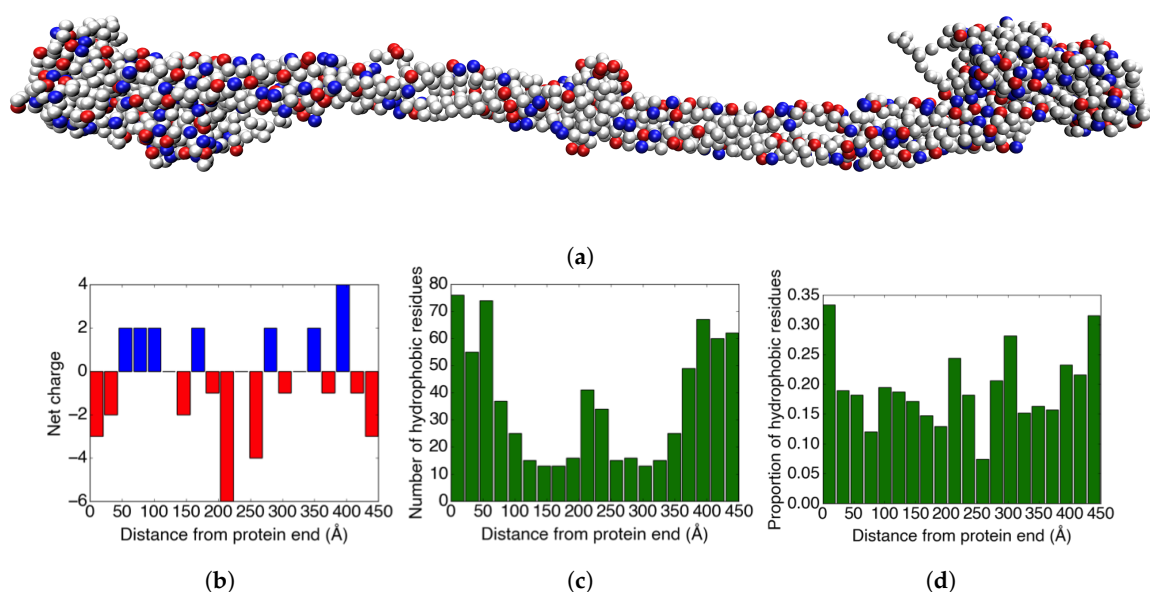 (a)
Net charge
4
2
0
−2
−4
−6
0 50 100 150 200 250 300 350 400 450
Distance from protein end (Å)
(b)
Number of hydrophobic residues
80
70
60
50
40
30
20
10
0
0 50 100 150 200 250 300 350 400 450
Distance from protein end (Å)
(c)
Proportion of hydrophobic residues
0.35
0.30
0.25
0.20
0.15
0.10
0.05
0.00
0 50 100 150 200 250 300 350 400 450
Distance from protein end (Å)
(d)